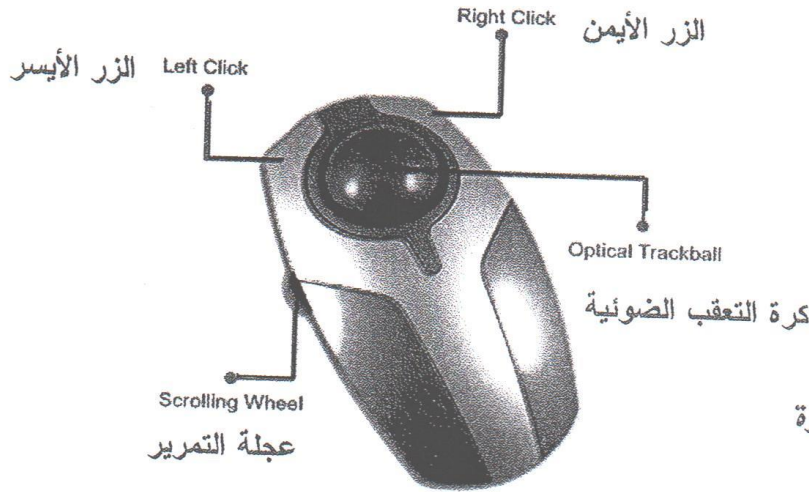 Right Click
الزر الأيمن
الزر الأيسر
Left Click
Optical Trackball
كرة التعقب الضوئية
Scrolling Wheel
عجلة التمرير